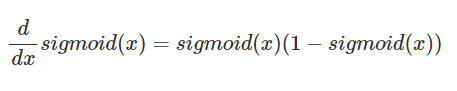 d/dx sigmoid(x) = sigmoid(x)(1 − sigmoid(x))